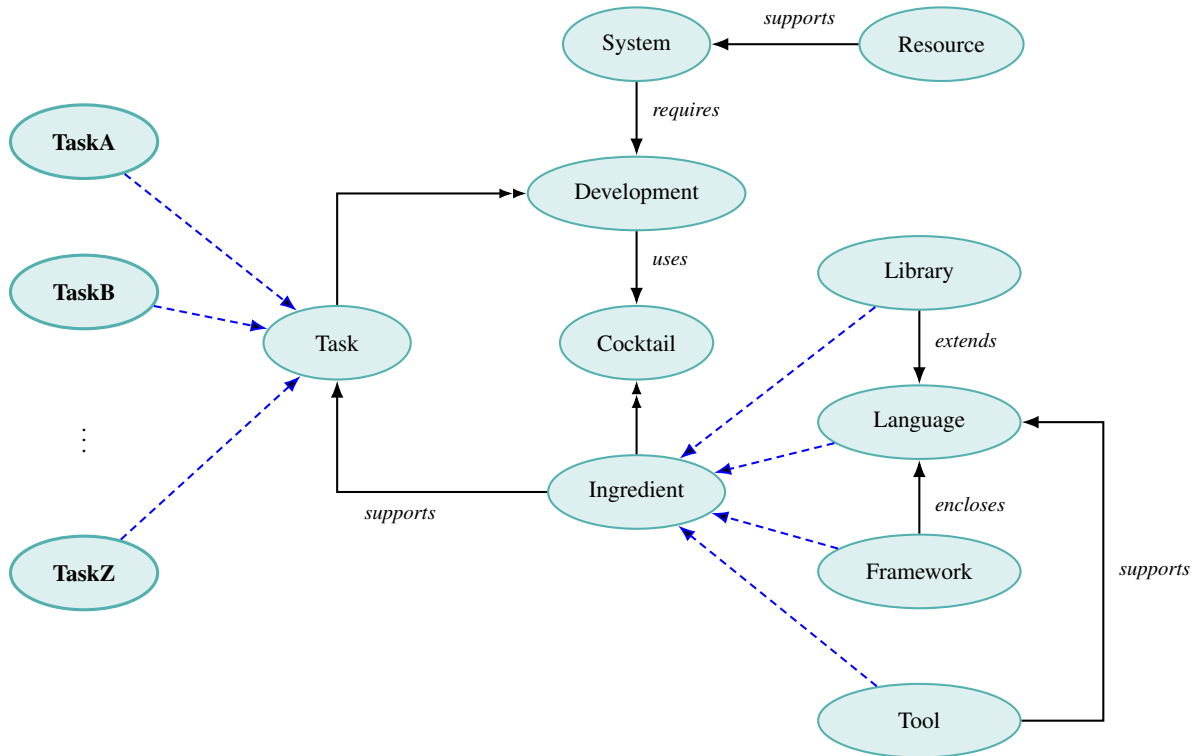 System
supports
Resource
requires
TaskA
Development
uses
Library
TaskB
Task
Cocktail
extends
Language
⋮
Ingredient
supports
encloses
TaskZ
Framework
supports
Tool